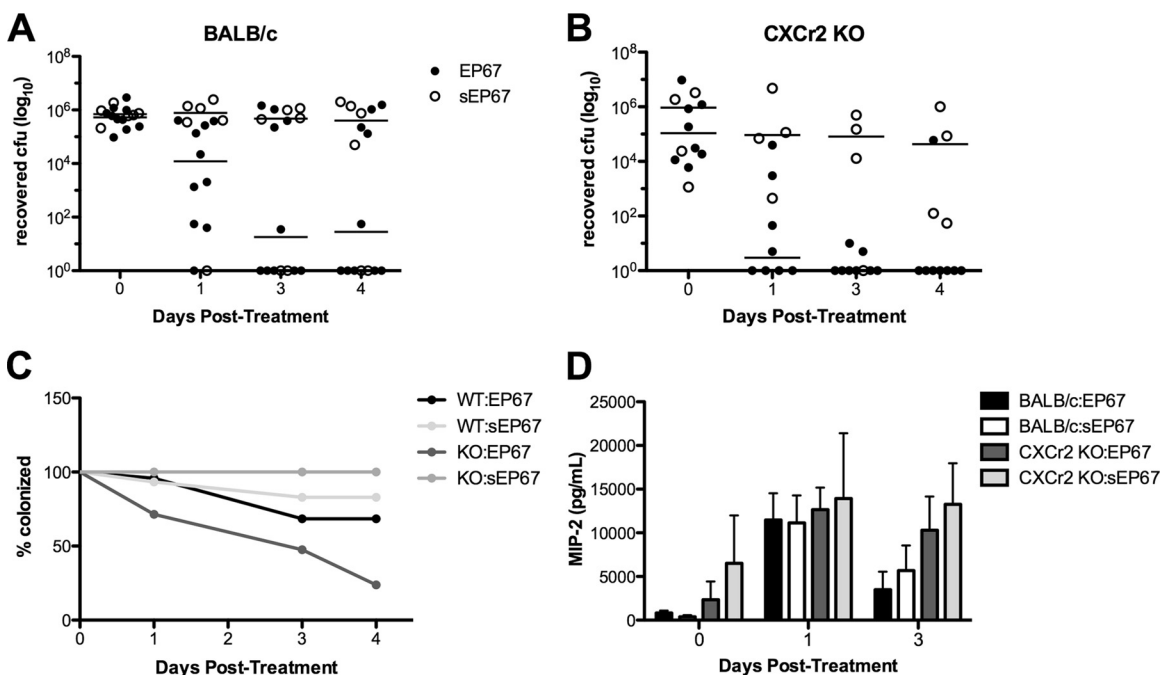 A
BALB/c
recovered cfu (log10)
10^8
10^6
10^4
10^2
10^0
0 1 3 4
Days Post-Treatment
EP67
sEP67
B
CXCr2 KO
recovered cfu (log10)
10^8
10^6
10^4
10^2
10^0
0 1 3 4
Days Post-Treatment
C
% colonized
150
100
50
0
0 1 2 3 4
Days Post-Treatment
WT:EP67
WT:sEP67
KO:EP67
KO:sEP67
D
MIP-2 (pg/mL)
25000
20000
15000
10000
5000
0
0 1 3
Days Post-Treatment
BALB/c:EP67
BALB/c:sEP67
CXCr2 KO:EP67
CXCr2 KO:sEP67